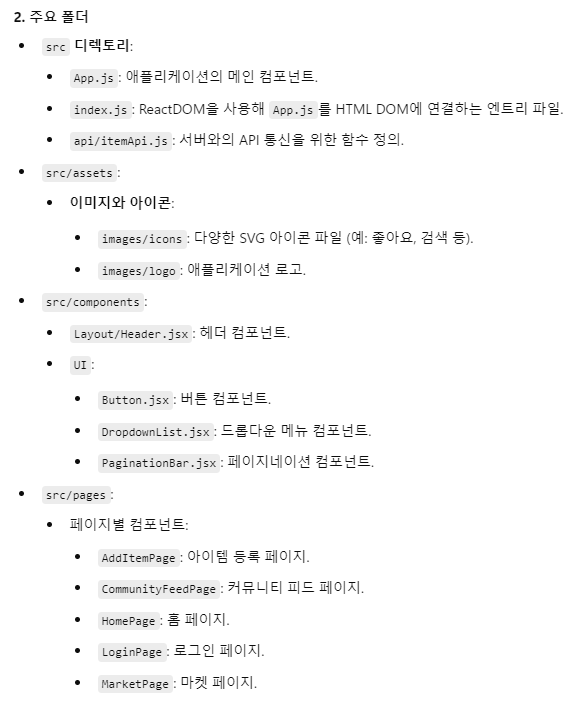 2. 주요 폴더
src 디렉토리:
App.js: 애플리케이션의 메인 컴포넌트.
index.js: ReactDOM을 사용해 App.js를 HTML DOM에 연결하는 엔트리 파일.
api/itemApi.js: 서버와의 API 통신을 위한 함수 정의.
src/assets:
이미지와 아이콘:
images/icons: 다양한 SVG 아이콘 파일 (예: 좋아요, 검색 등).
images/logo: 애플리케이션 로고.
src/components:
Layout/Header.jsx: 헤더 컴포넌트.
UI:
Button.jsx: 버튼 컴포넌트.
DropdownList.jsx: 드롭다운 메뉴 컴포넌트.
PaginationBar.jsx: 페이지네이션 컴포넌트.
src/pages:
페이지별 컴포넌트:
AddItemPage: 아이템 등록 페이지.
CommunityFeedPage: 커뮤니티 피드 페이지.
HomePage: 홈 페이지.
LoginPage: 로그인 페이지.
MarketPage: 마켓 페이지.